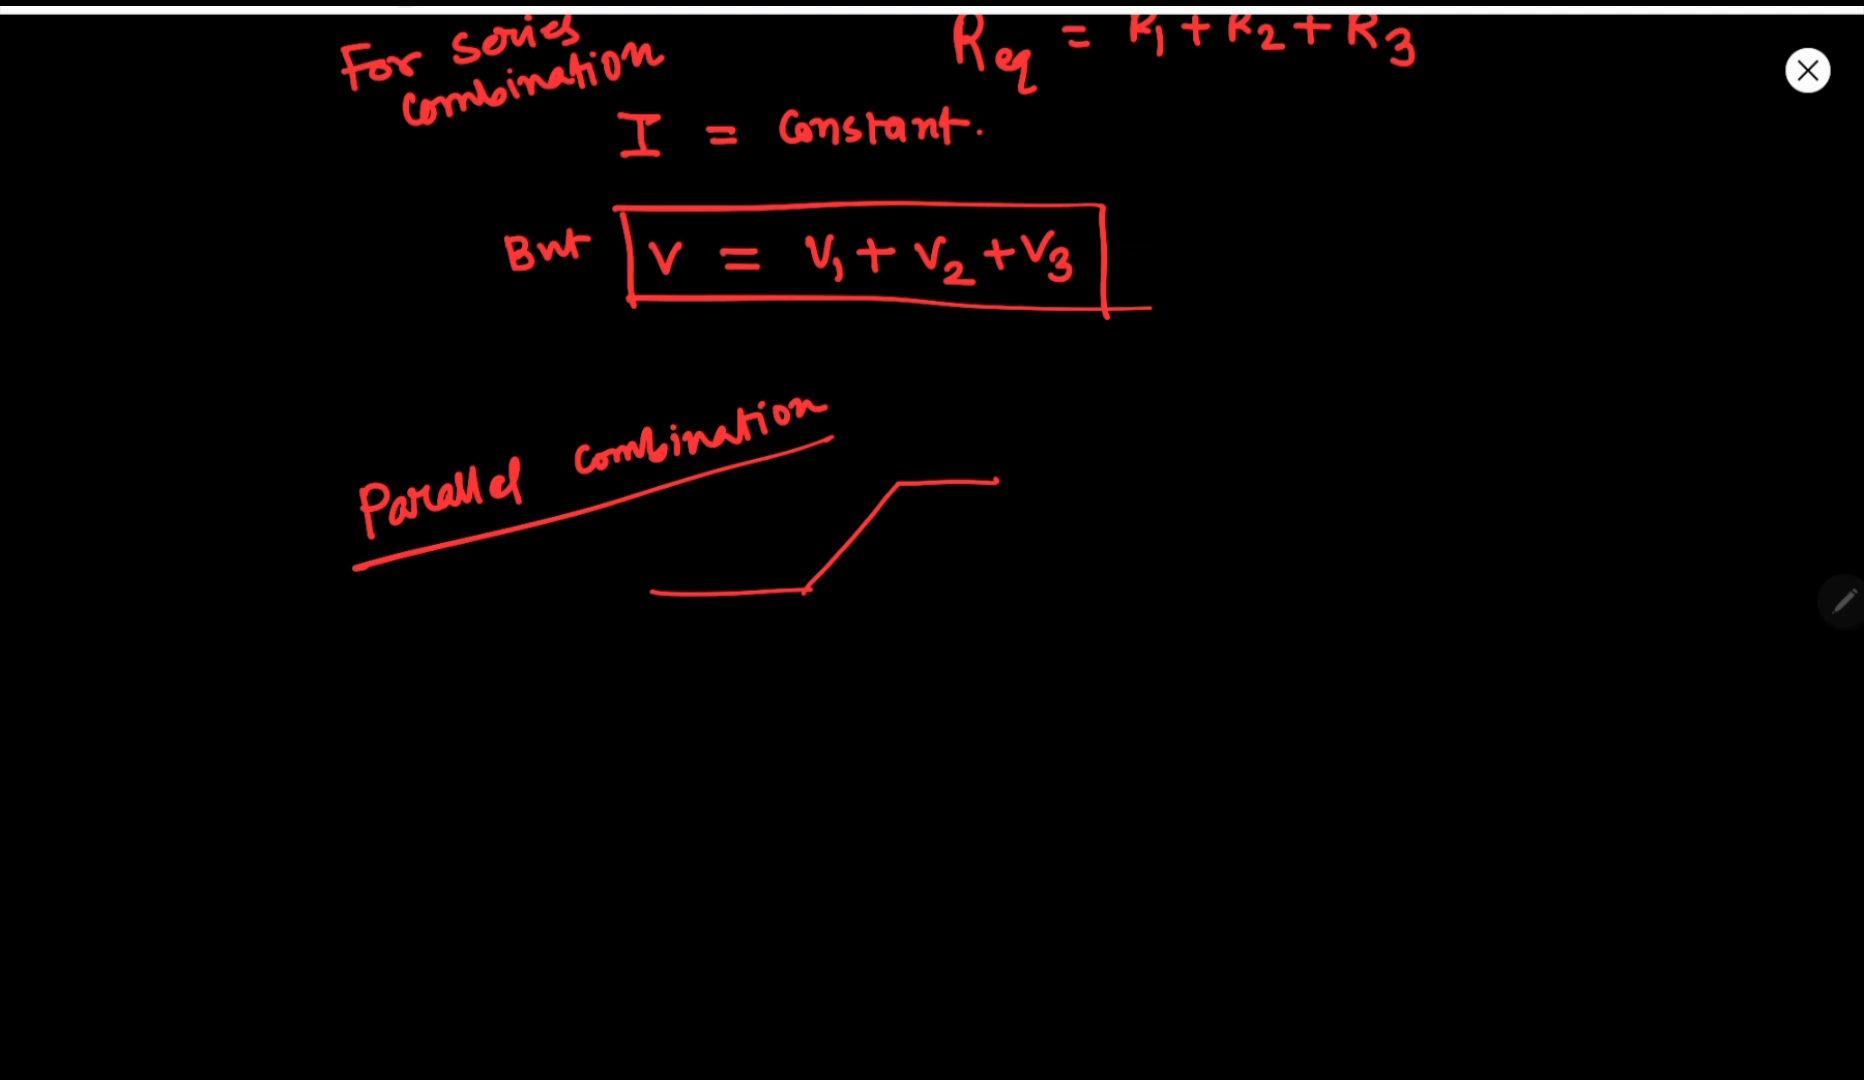 For series
combination
Req = R1 + R2 + R3
I = Constant.
But V = V1 + V2 + V3
Parallel combination